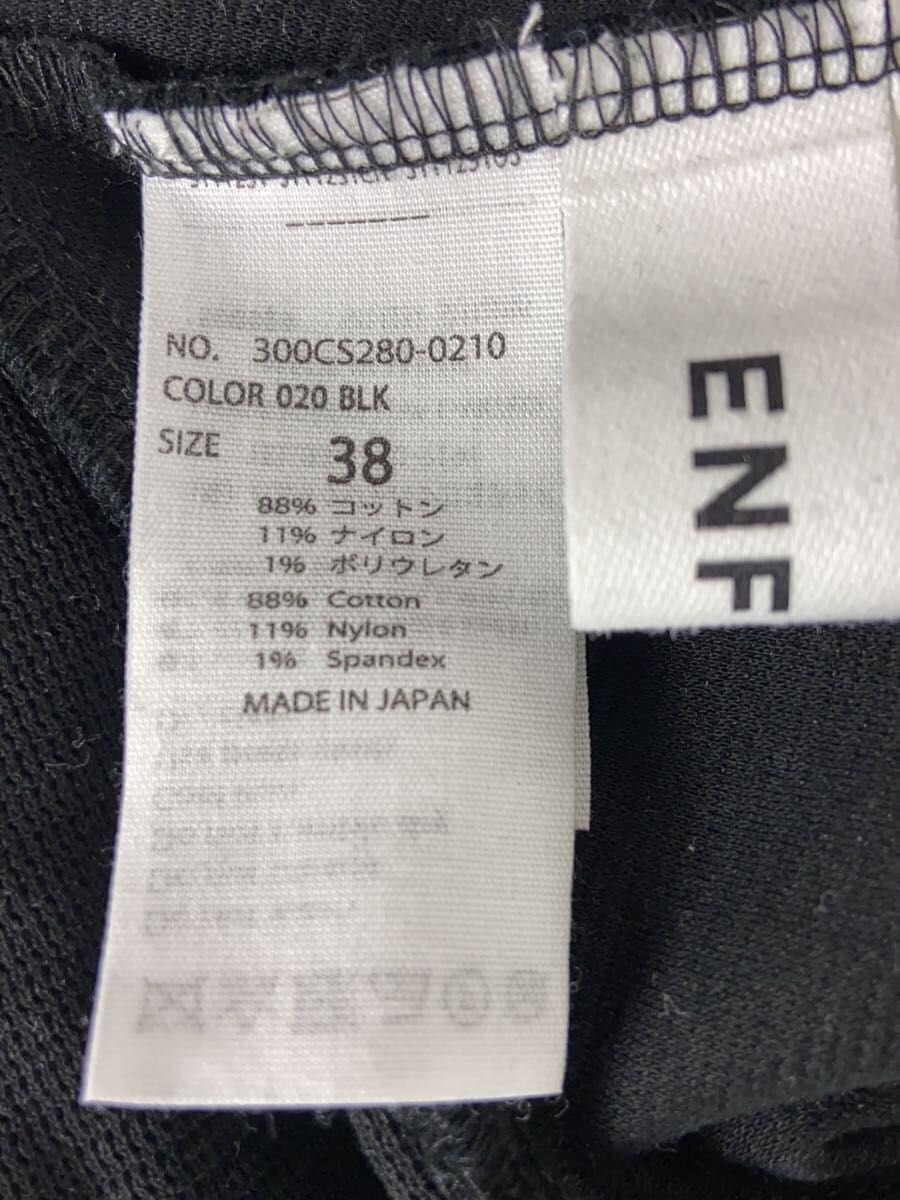 NO. 300CS280-0210
COLOR 020 BLK
SIZE 38
88% コットン
11% ナイロン
1% ポリウレタン
88% Cotton
11% Nylon
1% Spandex
MADE IN JAPAN
ENF